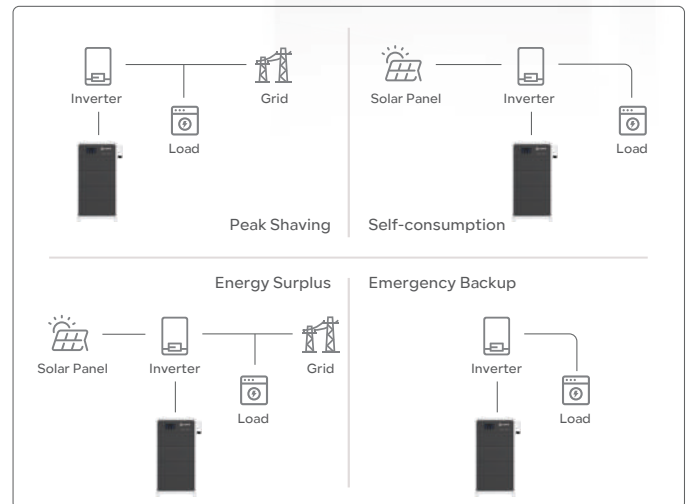 Inverter
Grid
Load
Peak Shaving
Solar Panel
Inverter
Load
Self-consumption
Energy Surplus
Solar Panel
Inverter
Grid
Load
Emergency Backup
Inverter
Load